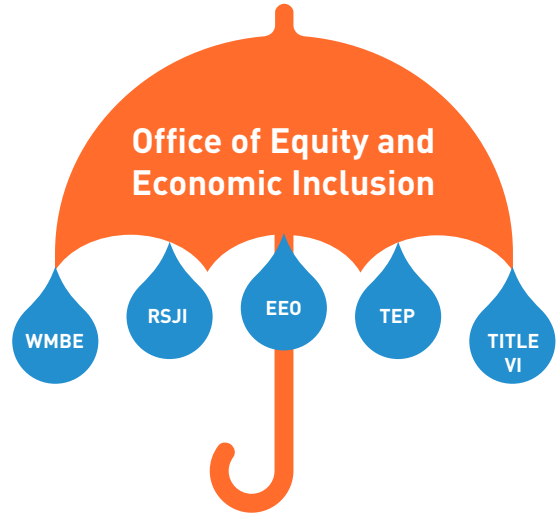 Office of Equity and
Economic Inclusion
WMBE
RSJI
EEO
TEP
TITLE
VI